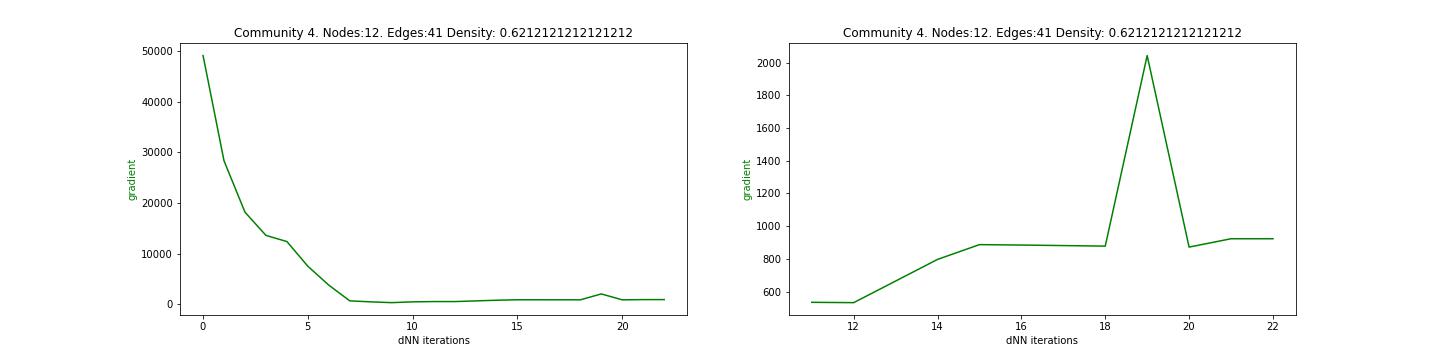 Community 4. Nodes:12. Edges:41 Density: 0.6212121212121212
50000
40000
30000
20000
10000
0
gradient
0 5 10 15 20
dNN iterations
Community 4. Nodes:12. Edges:41 Density: 0.6212121212121212
2000
1800
1600
1400
1200
1000
800
600
gradient
12 14 16 18 20 22
dNN iterations